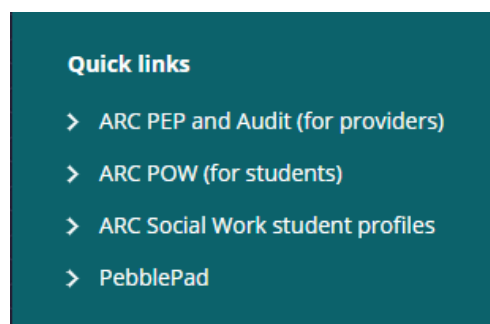 Quick links
ARC PEP and Audit (for providers)
ARC POW (for students)
ARC Social Work student profiles
PebblePad